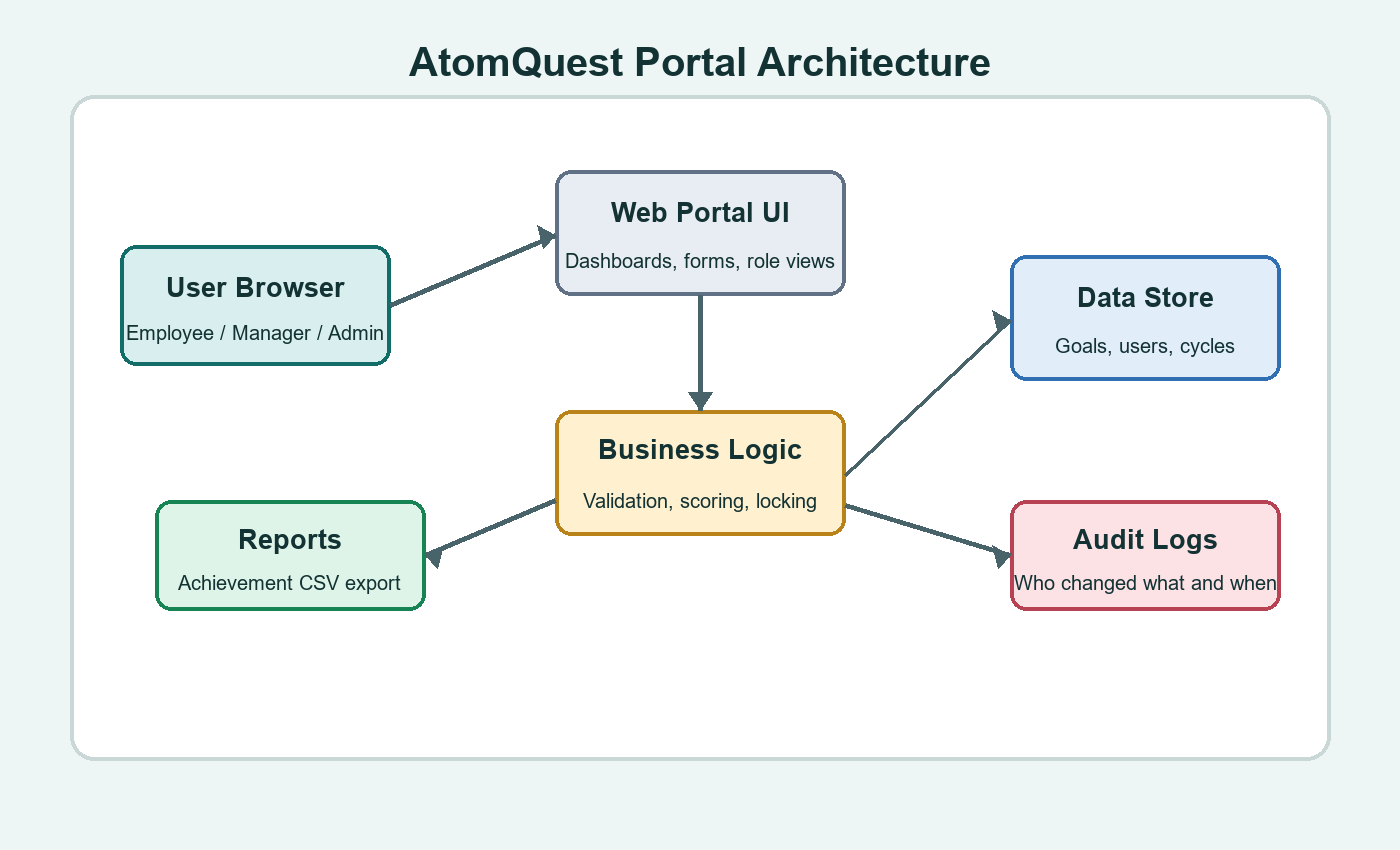 AtomQuest Portal Architecture
Web Portal UI
Dashboards, forms, role views
User Browser
Employee / Manager / Admin
Data Store
Goals, users, cycles
Business Logic
Validation, scoring, locking
Reports
Achievement CSV export
Audit Logs
Who changed what and when